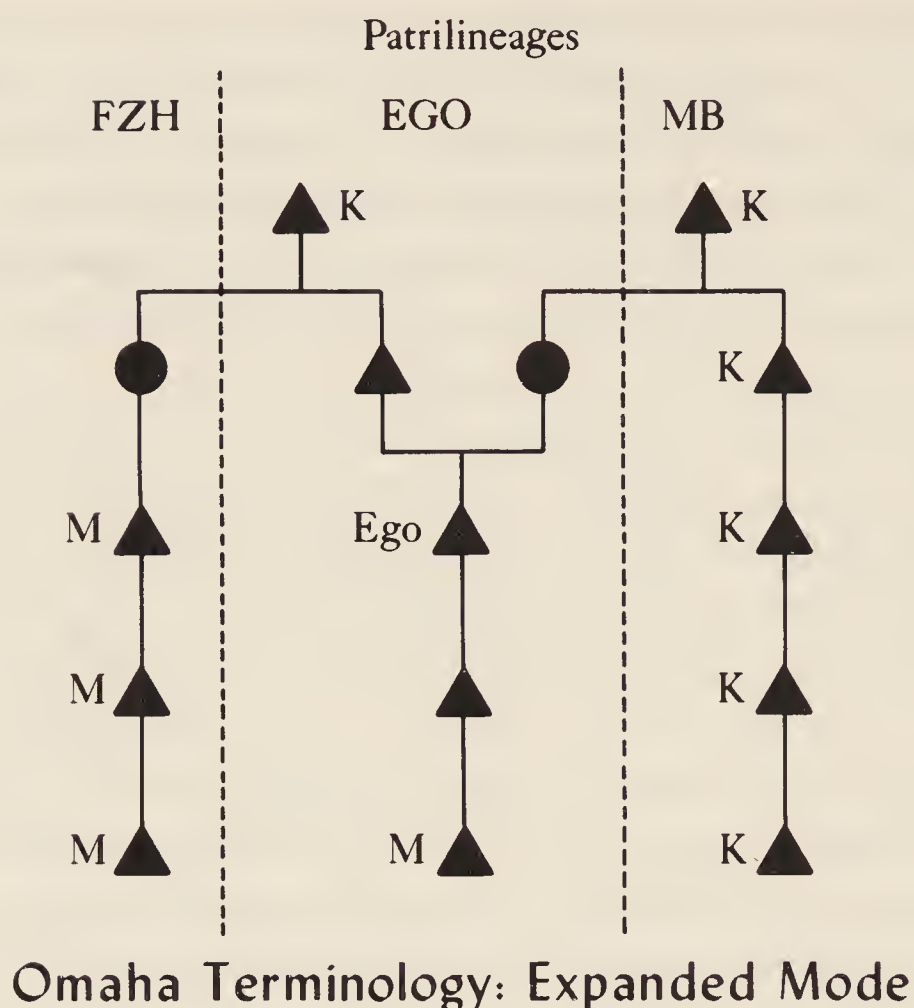 Patrilineages
FZH EGO MB
K K
K
M Ego K
M K
M M K
Omaha Terminology: Expanded Mode